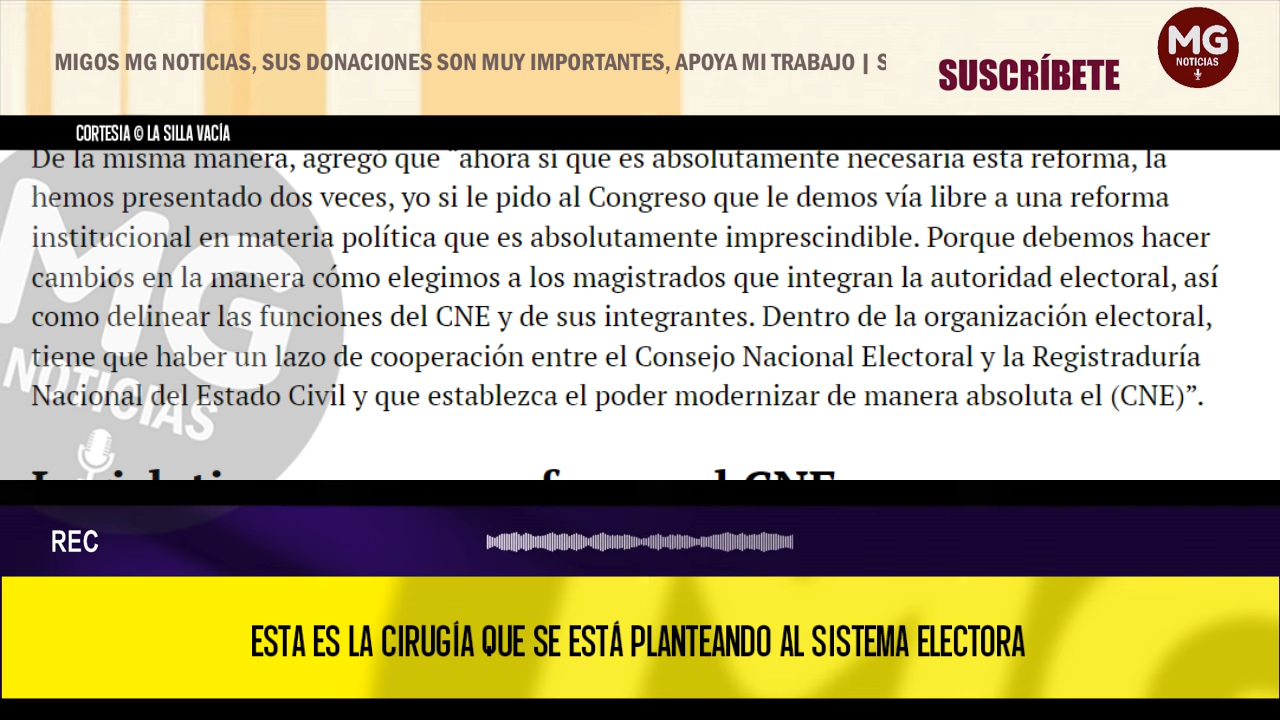 MIGOS MG NOTICIAS, SUS DONACIONES SON MUY IMPORTANTES, APOYA MI TRABAJO | S
SUSCRÍBETE
MG
NOTICIAS
CORTESIA © LA SILLA VACÍA
De la misma manera, agregó que “ahora sí que es absolutamente necesaria esta reforma, la
hemos presentado dos veces, yo si le pido al Congreso que le demos vía libre a una reforma
institucional en materia política que es absolutamente imprescindible. Porque debemos hacer
cambios en la manera cómo elegimos a los magistrados que integran la autoridad electoral, así
como delinear las funciones del CNE y de sus integrantes. Dentro de la organización electoral,
tiene que haber un lazo de cooperación entre el Consejo Nacional Electoral y la Registraduría
Nacional del Estado Civil y que establezca el poder modernizar de manera absoluta el (CNE)”.
MG
NOTICIAS
CNE
REC
ESTA ES LA CIRUGÍA QUE SE ESTÁ PLANTEANDO AL SISTEMA ELECTORA